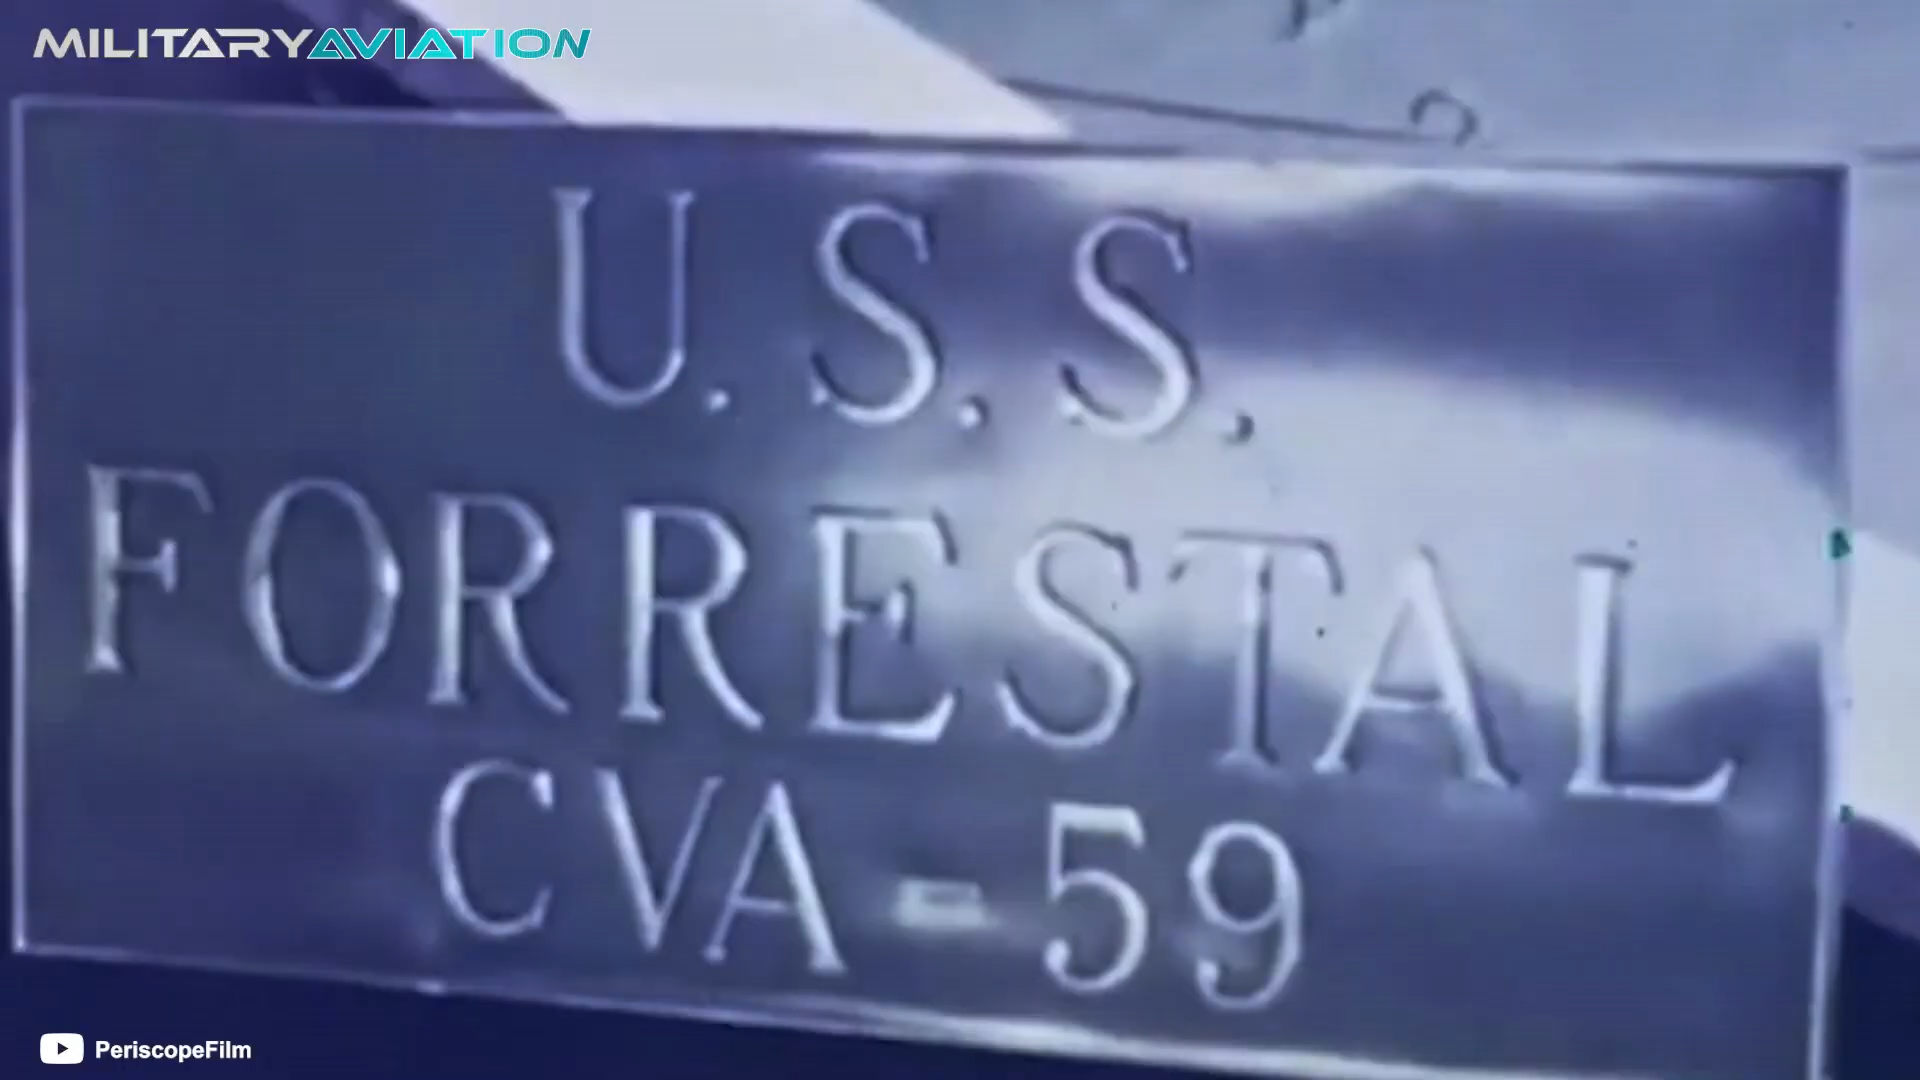 MILITARYAVIATION
U.S.S.
FORRESTAL
CVA-59
PeriscopeFilm